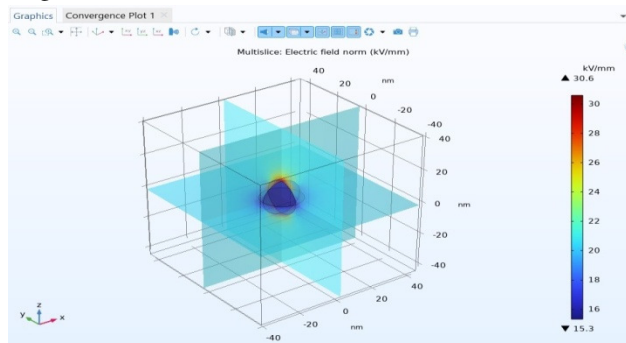 Graphics Convergence Plot 1
Multislice: Electric field norm (kV/mm)
kV/mm
▲ 30.6
40
20
0
-20
-40
nm
40
20
0
-20
-40
nm
-40
-20
0
20
40
nm
30
28
26
24
22
20
18
16
▼ 15.3
z
y
x